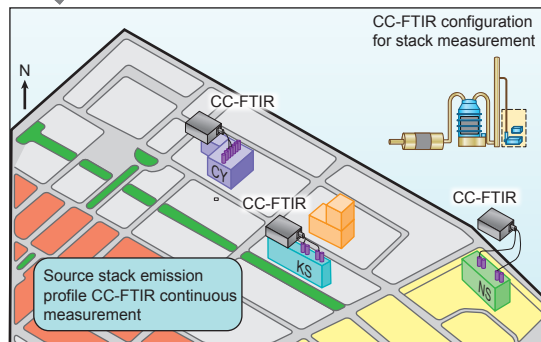 CC-FTIR configuration
for stack measurement
N
CC-FTIR
CY
CC-FTIR
CC-FTIR
KS
NS
Source stack emission
profile CC-FTIR continuous
measurement